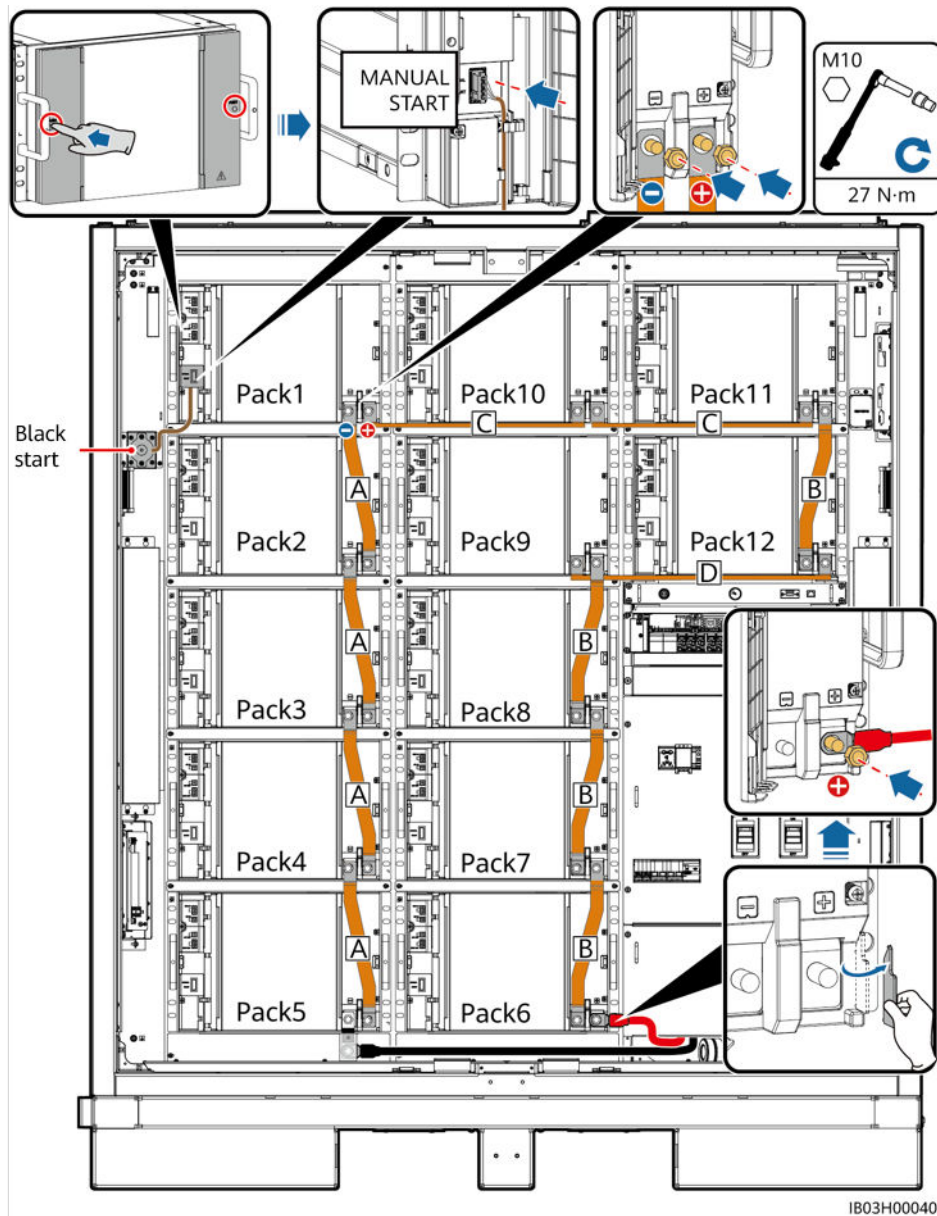 MANUAL
START
M10
27 N·m
Pack1
Pack10
Pack11
C
C
Black
start
A
B
Pack2
Pack9
Pack12
D
A
B
Pack3
Pack8
A
B
Pack4
Pack7
A
B
Pack5
Pack6
IB03H00040